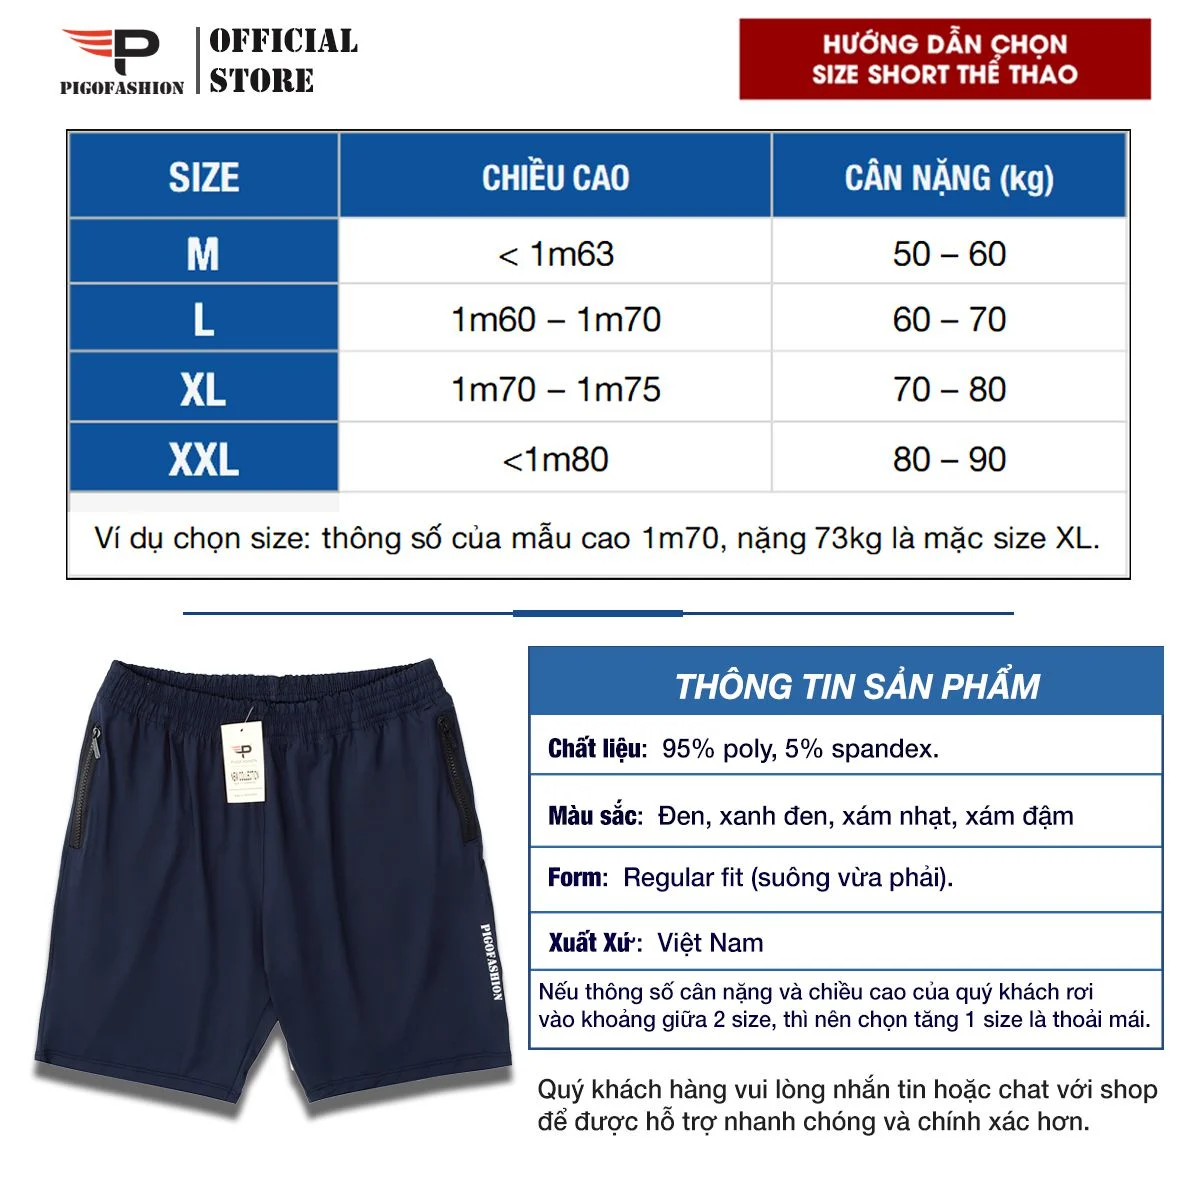 PIGOFASHION
OFFICIAL
STORE
HƯỚNG DẪN CHỌN
SIZE SHORT THỂ THAO
SIZE CHIỀU CAO CÂN NẶNG (kg)
M < 1m63 50 – 60
L 1m60 – 1m70 60 – 70
XL 1m70 – 1m75 70 – 80
XXL <1m80 80 – 90
Ví dụ chọn size: thông số của mẫu cao 1m70, nặng 73kg là mặc size XL.
NEW COLLECTION
PIGOFASHION
THÔNG TIN SẢN PHẨM
Chất liệu: 95% poly, 5% spandex.
Màu sắc: Đen, xanh đen, xám nhạt, xám đậm
Form: Regular fit (suông vừa phải).
Xuất Xứ: Việt Nam
Nếu thông số cân nặng và chiều cao của quý khách rơi
vào khoảng giữa 2 size, thì nên chọn tăng 1 size là thoải mái.
Quý khách hàng vui lòng nhắn tin hoặc chat với shop
để được hỗ trợ nhanh chóng và chính xác hơn.